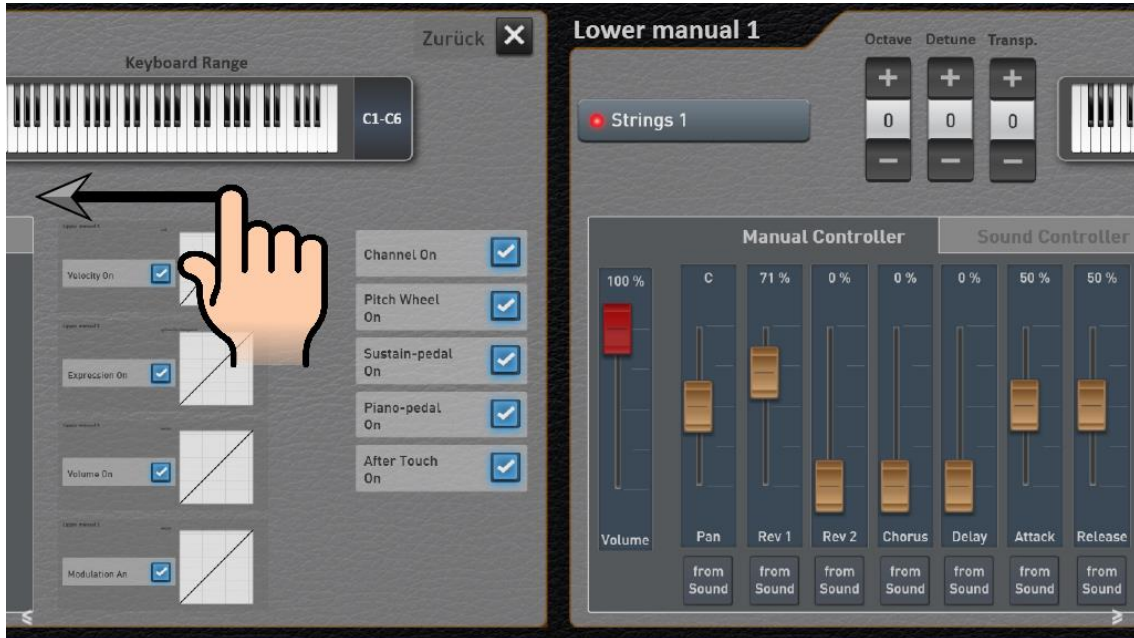 Zurück
Keyboard Range
C1-C6
Velocity On
Expression On
Volume On
Modulation An
Channel On
Pitch Wheel
On
Sustain-pedal
On
Piano-pedal
On
After Touch
On
Lower manual 1
Octave Detune Transp.
+ + +
0 0 0
− − −
Strings 1
Manual Controller Sound Controller
100 % C 71 % 0 % 0 % 0 % 50 % 50 %
Volume Pan Rev 1 Rev 2 Chorus Delay Attack Release
from from from from from from from
Sound Sound Sound Sound Sound Sound Sound